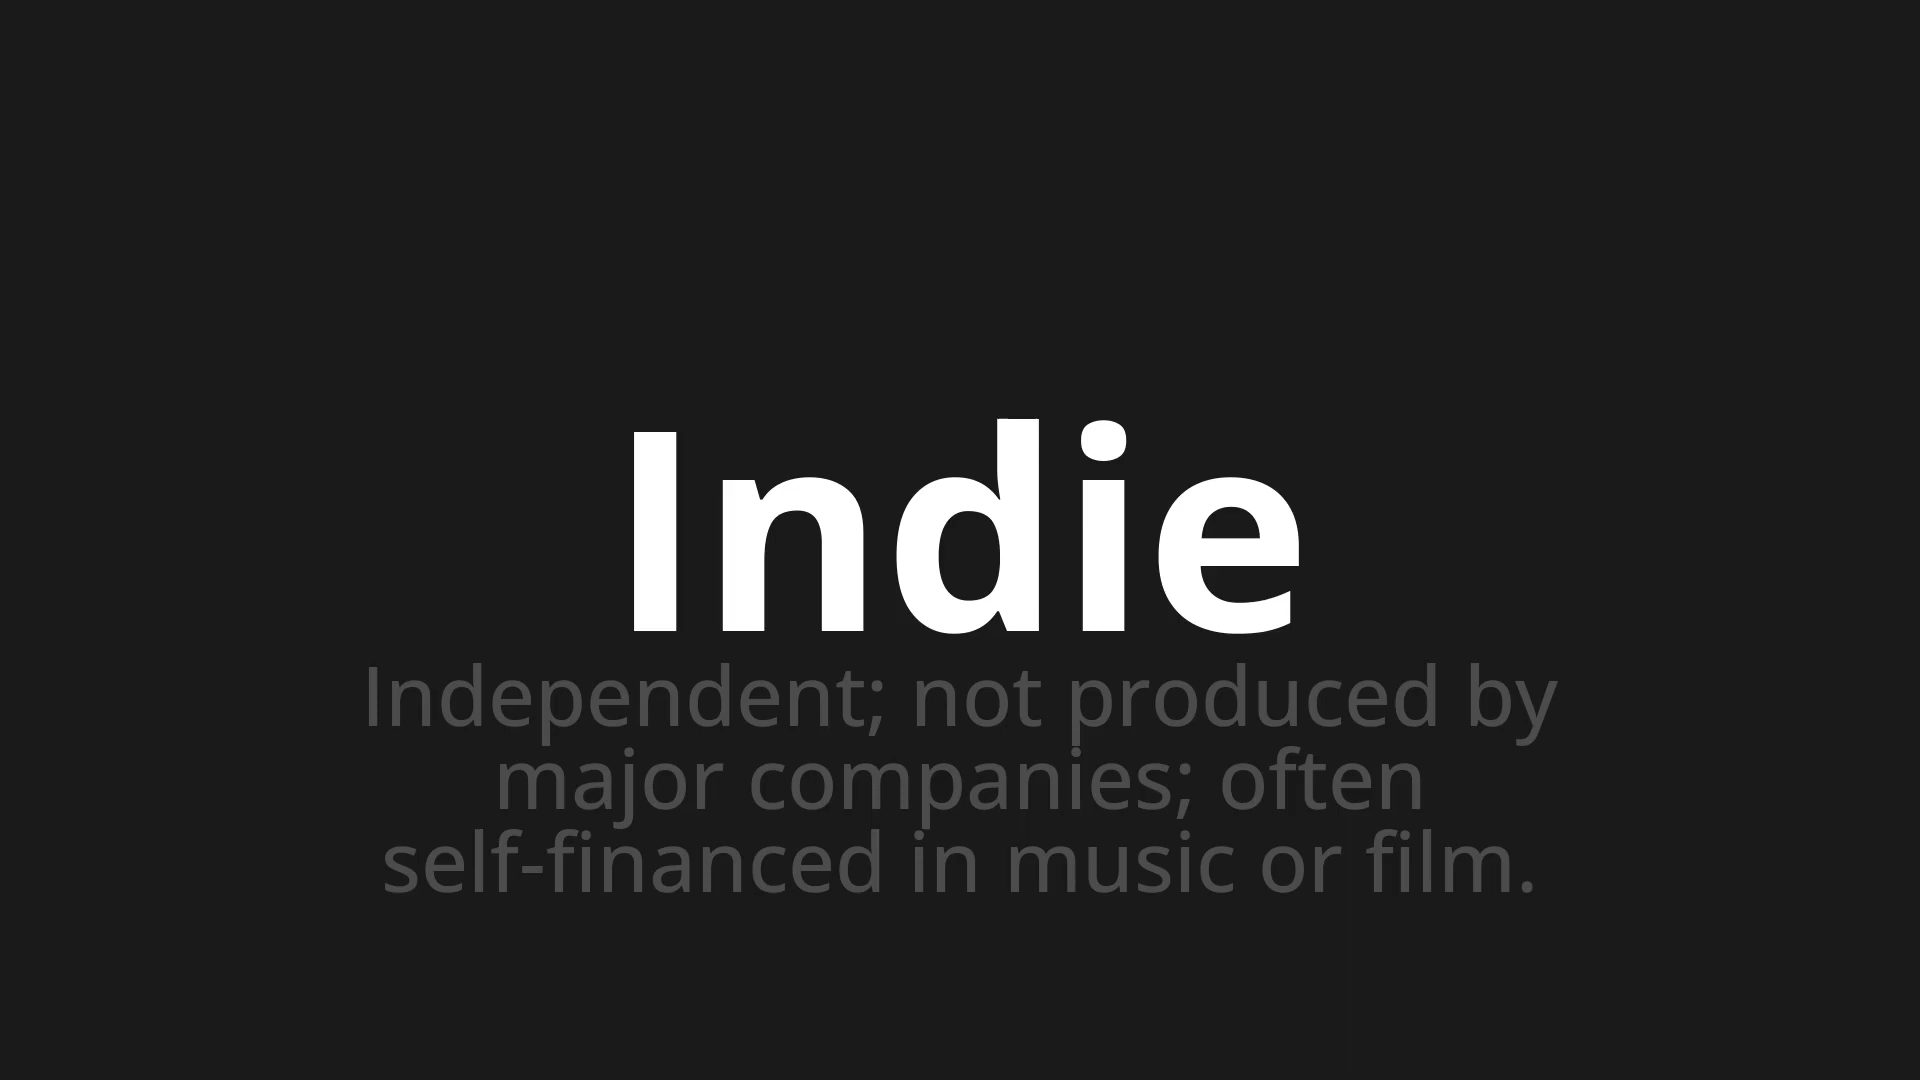 Indie
Independent; not produced by
major companies; often
self-financed in music or film.